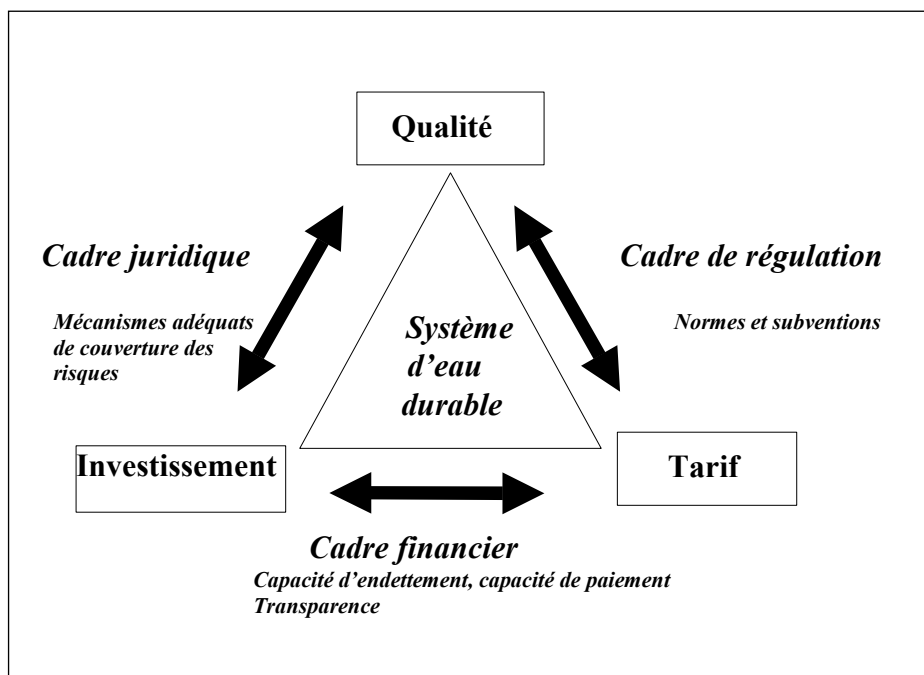 Qualité
Cadre juridique
Cadre de régulation
Mécanismes adéquats
de couverture des
risques
Normes et subventions
Système
d’eau
durable
Investissement
Tarif
Cadre financier
Capacité d’endettement, capacité de paiement
Transparence